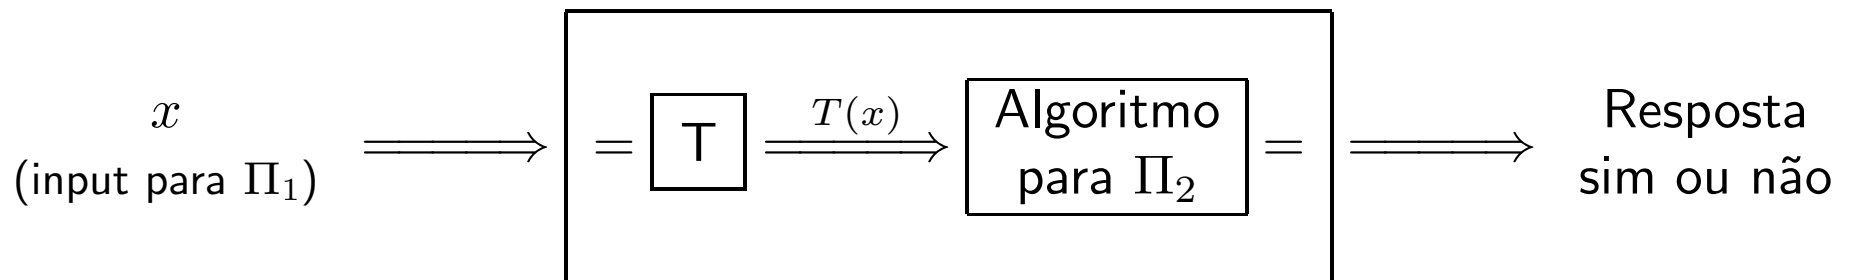 x
(input para Π₁)
= T
T(x)
Algoritmo
para Π₂
=
Resposta
sim ou não